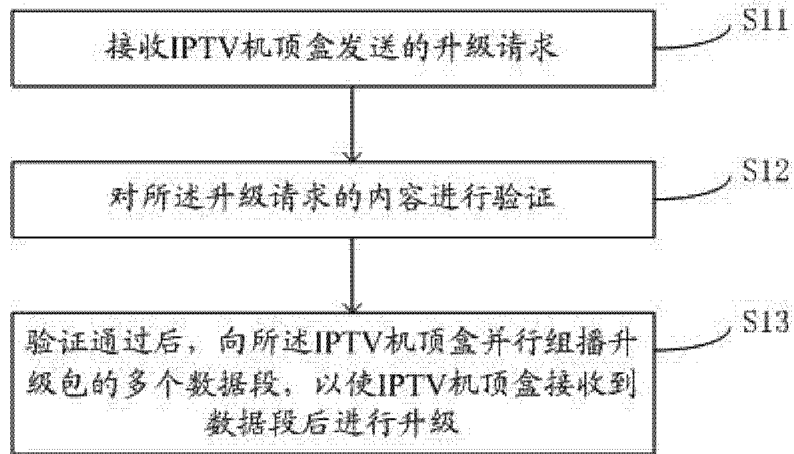 接收IPTV机顶盒发送的升级请求
S11
对所述升级请求的内容进行验证
S12
验证通过后，向所述IPTV机顶盒并行组播升
级包的多个数据段，以使IPTV机顶盒接收到
数据段后进行升级
S13